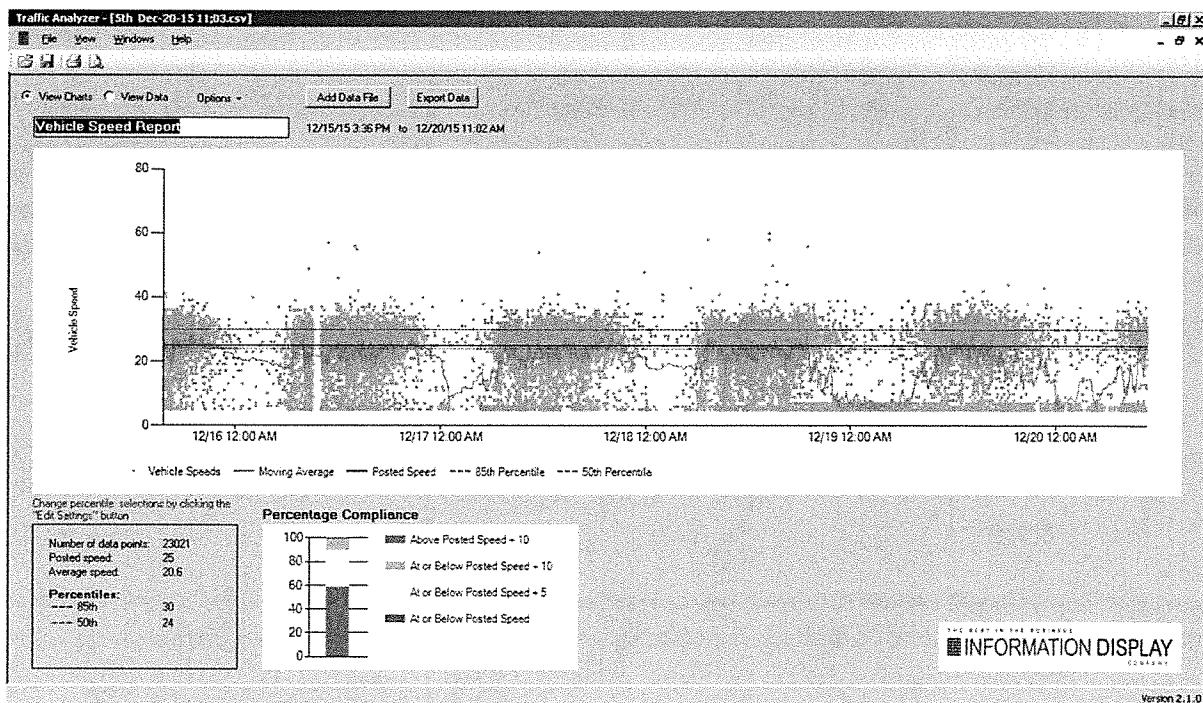 Traffic Analyzer - [5th Dec-20-15 11;03.csv]
File View Windows Help
View Charts View Data Options Add Data File Export Data
Vehicle Speed Report 12/15/15 3:36 PM to 12/20/15 11:02 AM
80
60
40
20
0
Vehicle Speed
12/16 12:00 AM 12/17 12:00 AM 12/18 12:00 AM 12/19 12:00 AM 12/20 12:00 AM
Vehicle Speeds Moving Average Posted Speed 85th Percentile 50th Percentile
Change percentile selections by clicking the
"Edit Settings" button
Number of data points: 23021
Posted speed: 25
Average speed: 20.6
Percentiles:
85th 30
50th 24
Percentage Compliance
100
80
60
40
20
0
Above Posted Speed + 10
At or Below Posted Speed + 10
At or Below Posted Speed + 5
At or Below Posted Speed
THE BEST IN THE BUSINESS
INFORMATION DISPLAY
COMPANY
Version 2.1.0